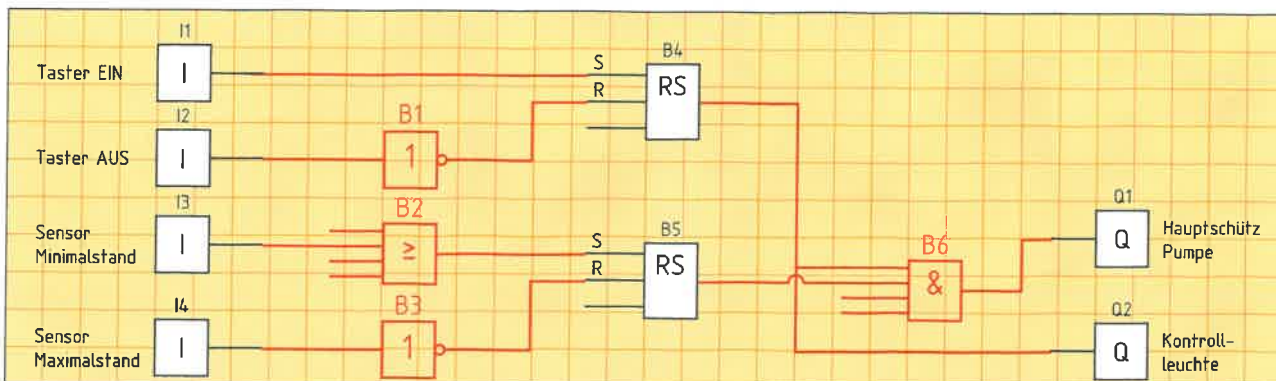 I1
Taster EIN
I
S
R
B4
RS
I2
Taster AUS
I
B1
1
I3
Sensor
Minimalstand
I
B2
≥
S
R
B5
RS
B6
&
Q1
Q
Hauptschütz
Pumpe
I4
Sensor
Maximalstand
I
B3
1
Q2
Q
Kontroll-
leuchte